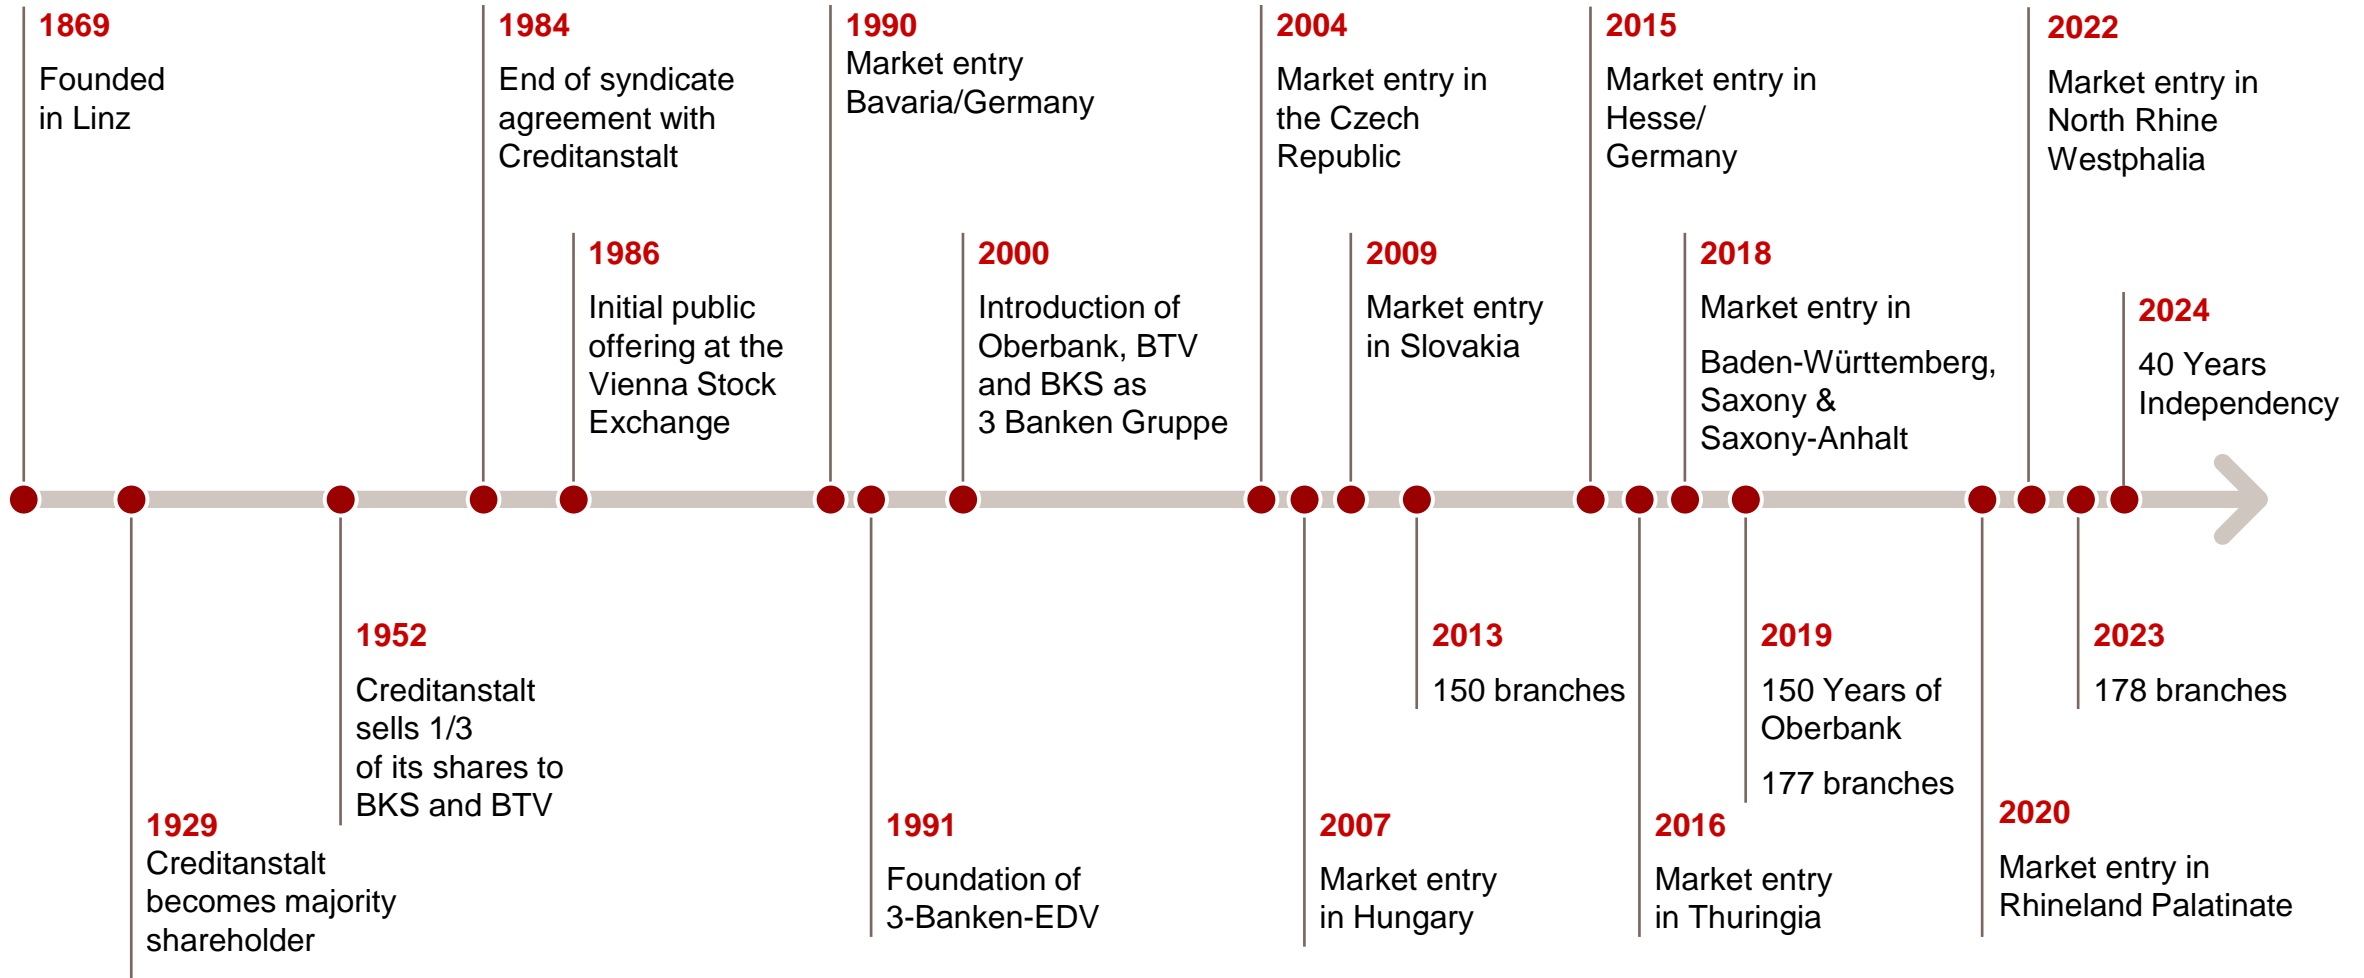 1869
Founded
in Linz
1984
End of syndicate
agreement with
Creditanstalt
1990
Market entry
Bavaria/Germany
2004
Market entry in
the Czech
Republic
2015
Market entry in
Hesse/
Germany
2022
Market entry in
North Rhine
Westphalia
1986
Initial public
offering at the
Vienna Stock
Exchange
2000
Introduction of
Oberbank, BTV
and BKS as
3 Banken Gruppe
2009
Market entry
in Slovakia
2018
Market entry in
Baden-Württemberg,
Saxony &
Saxony-Anhalt
2024
40 Years
Independency
1929
Creditanstalt
becomes majority
shareholder
1952
Creditanstalt
sells 1/3
of its shares to
BKS and BTV
1991
Foundation of
3-Banken-EDV
2007
Market entry
in Hungary
2013
150 branches
2016
Market entry
in Thuringia
2019
150 Years of
Oberbank
177 branches
2020
Market entry in
Rhineland Palatinate
2023
178 branches